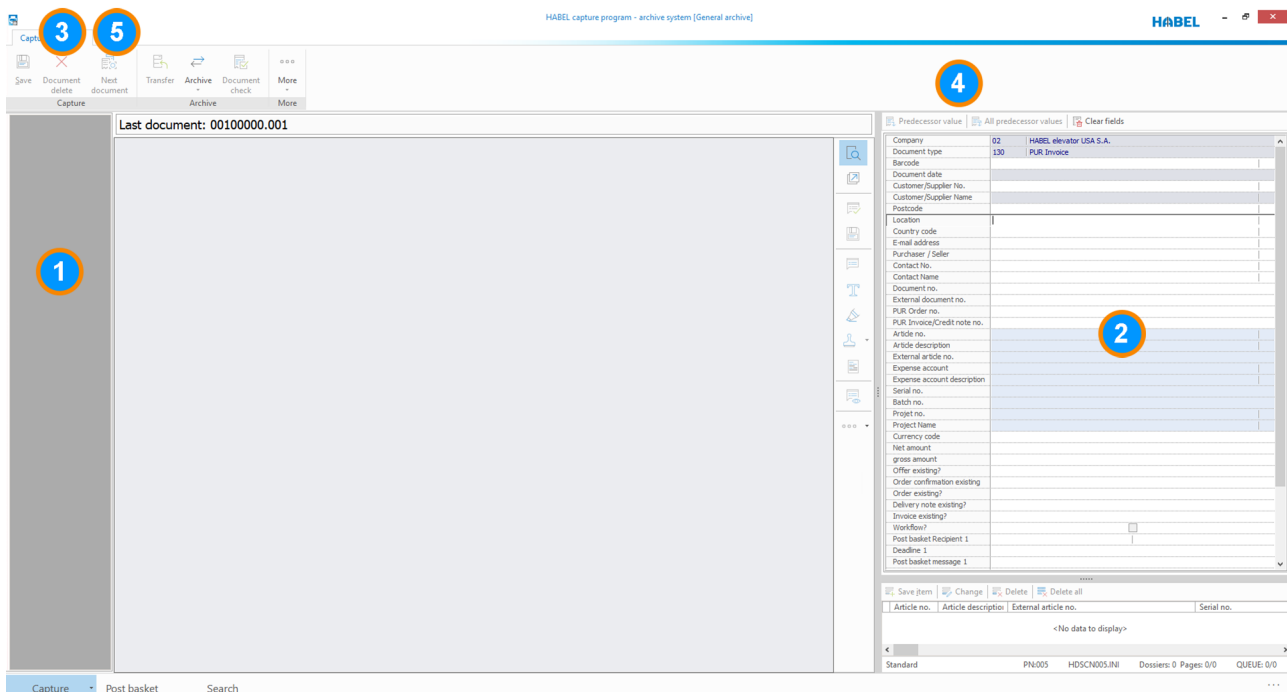 HABEL capture program - archive system [General archive]
HABEL
3
5
Captu
Save
Document delete
Next document
Transfer
Archive
Document check
More
Capture
Archive
More
4
Last document: 00100000.001
Predecessor value
All predecessor values
Clear fields
1
2
T
Company 02 HABEL elevator USA S.A.
Document type 130 PUR Invoice
Barcode
Document date
Customer/Supplier No.
Customer/Supplier Name
Postcode
Location
Country code
E-mail address
Purchaser / Seller
Contact No.
Contact Name
Document no.
External document no.
PUR Order no.
PUR Invoice/Credit note no.
Article no.
Article description
External article no.
Expense account
Expense account description
Serial no.
Batch no.
Projet no.
Project Name
Currency code
Net amount
gross amount
Offer existing?
Order confirmation existing
Order existing?
Delivery note existing?
Invoice existing?
Workflow?
Post basket Recipient 1
Deadline 1
Post basket message 1
Save item
Change
Delete
Delete all
Article no. Article descriptio External article no. Serial no.
<No data to display>
Standard PN:005 HDSCN005.INI Dossiers: 0 Pages: 0/0 QUEUE: 0/0
Capture
Post basket
Search